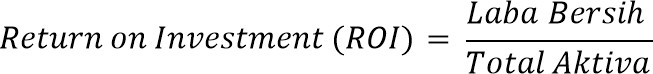 Return on Investment (ROI) = Laba Bersih / Total Aktiva